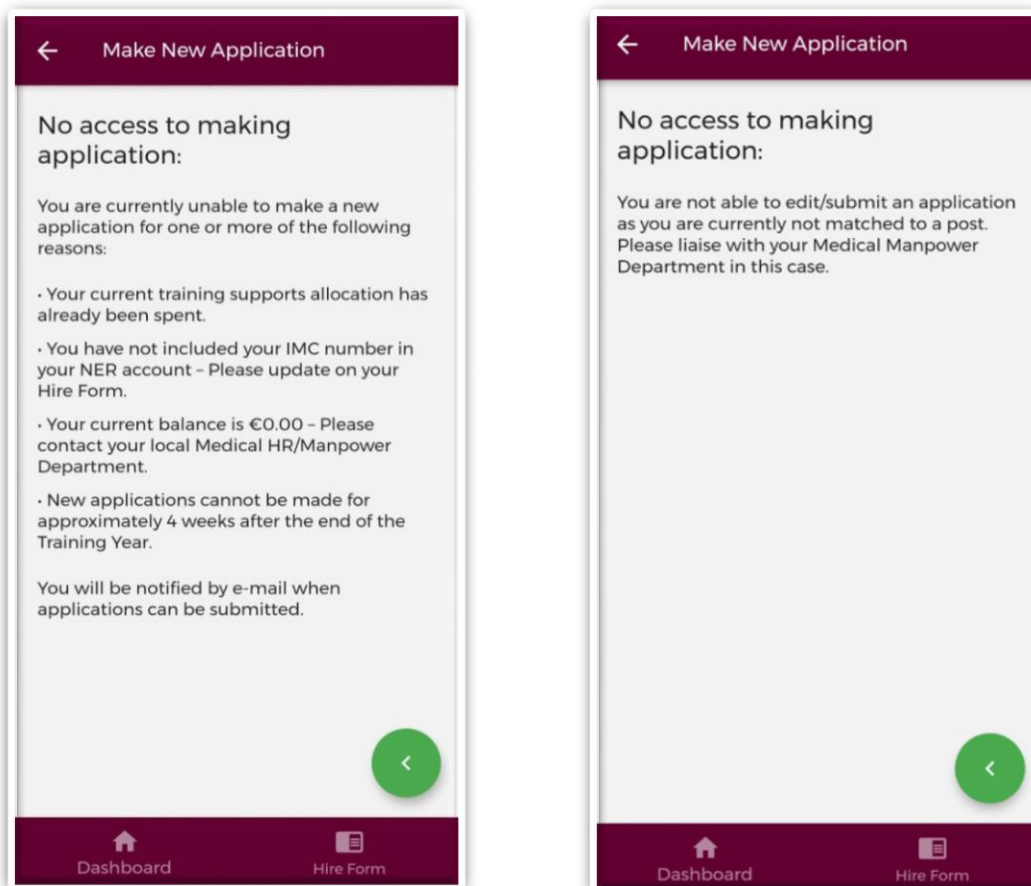 Make New Application
No access to making
application:
You are currently unable to make a new
application for one or more of the following
reasons:
• Your current training supports allocation has
already been spent.
• You have not included your IMC number in
your NER account – Please update on your
Hire Form.
• Your current balance is €0.00 – Please
contact your local Medical HR/Manpower
Department.
• New applications cannot be made for
approximately 4 weeks after the end of the
Training Year.
You will be notified by e-mail when
applications can be submitted.
Dashboard
Hire Form
Make New Application
No access to making
application:
You are not able to edit/submit an application
as you are currently not matched to a post.
Please liaise with your Medical Manpower
Department in this case.
Dashboard
Hire Form